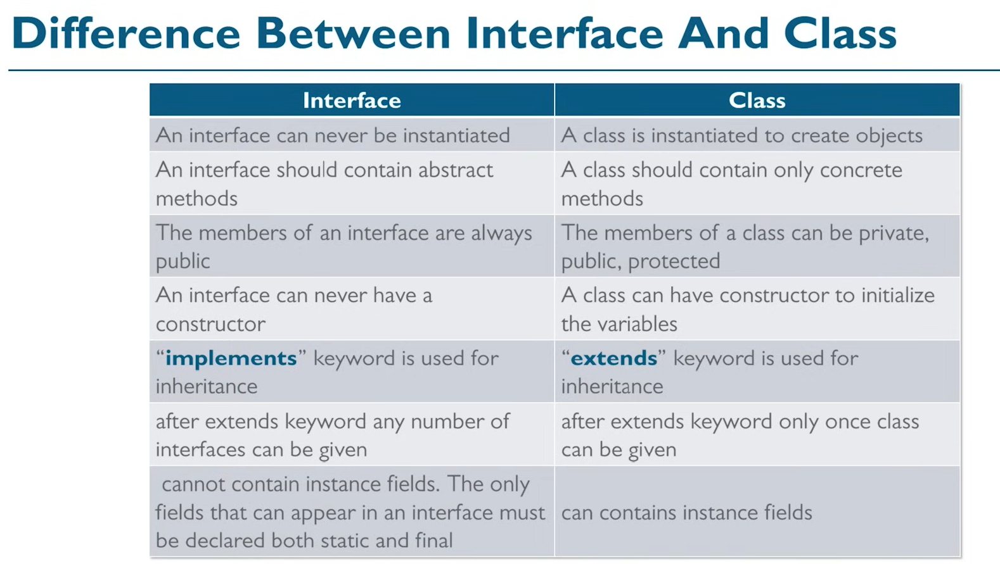 Difference Between Interface And Class
Interface
Class
An interface can never be instantiated
A class is instantiated to create objects
An interface should contain abstract
methods
A class should contain only concrete
methods
The members of an interface are always
public
The members of a class can be private,
public, protected
An interface can never have a
constructor
A class can have constructor to initialize
the variables
“implements” keyword is used for
inheritance
“extends” keyword is used for
inheritance
after extends keyword any number of
interfaces can be given
after extends keyword only once class
can be given
cannot contain instance fields. The only
fields that can appear in an interface must
be declared both static and final
can contains instance fields